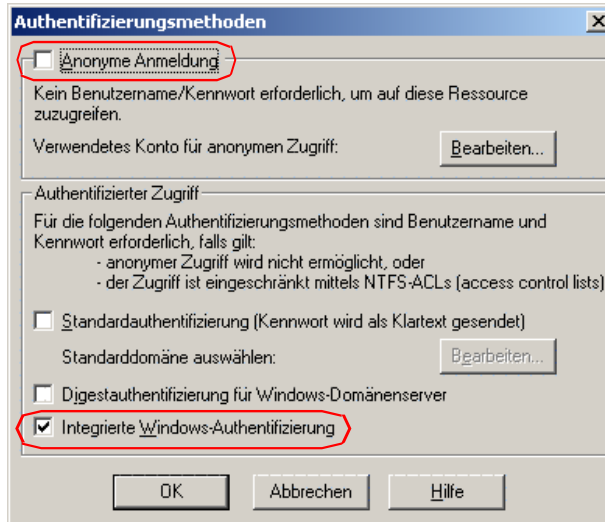 Authentifizierungsmethoden
Anonyme Anmeldung
Kein Benutzername/Kennwort erforderlich, um auf diese Ressource
zuzugreifen.
Verwendetes Konto für anonymen Zugriff: Bearbeiten...
Authentifizierter Zugriff
Für die folgenden Authentifizierungsmethoden sind Benutzername und
Kennwort erforderlich, falls gilt:
- anonymer Zugriff wird nicht ermöglicht, oder
- der Zugriff ist eingeschränkt mittels NTFS-ACLs (access control lists)
Standardauthentifizierung (Kennwort wird als Klartext gesendet)
Standarddomäne auswählen: Bearbeiten...
Digestauthentifizierung für Windows-Domänenserver
Integrierte Windows-Authentifizierung
OK Abbrechen Hilfe